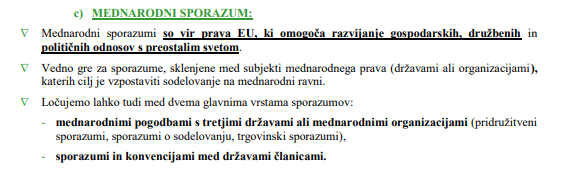 c) MEDNARODNI SPORAZUM:
∇ Mednarodni sporazumi so vir prava EU, ki omogoča razvijanje gospodarskih, družbenih in
političnih odnosov s preostalim svetom.
∇ Vedno gre za sporazume, sklenjene med subjekti mednarodnega prava (državami ali organizacijami),
katerih cilj je vzpostaviti sodelovanje na mednarodni ravni.
∇ Ločujemo lahko tudi med dvema glavnima vrstama sporazumov:
- mednarodnimi pogodbami s tretjimi državami ali mednarodnimi organizacijami (pridružitveni
sporazumi, sporazumi o sodelovanju, trgovinski sporazumi),
- sporazumi in konvencijami med državami članicami.